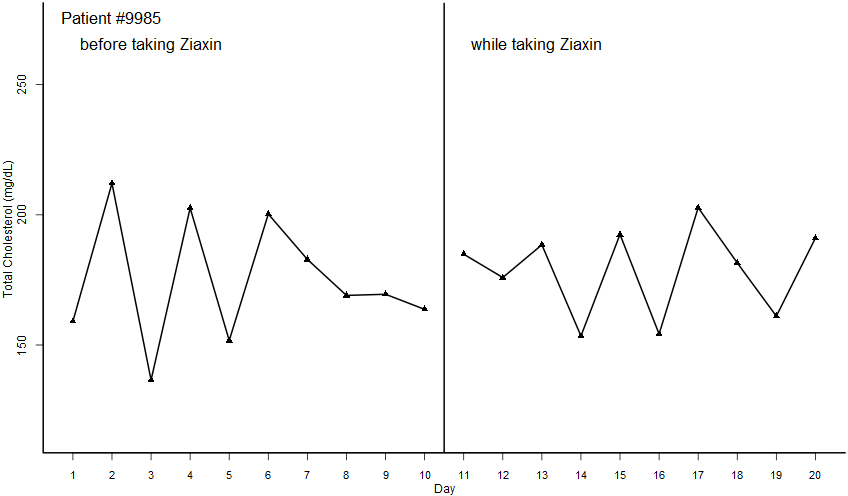 Patient #9985
before taking Ziaxin
while taking Ziaxin
Total Cholesterol (mg/dL)
250
200
150
1 2 3 4 5 6 7 8 9 10 11 12 13 14 15 16 17 18 19 20
Day